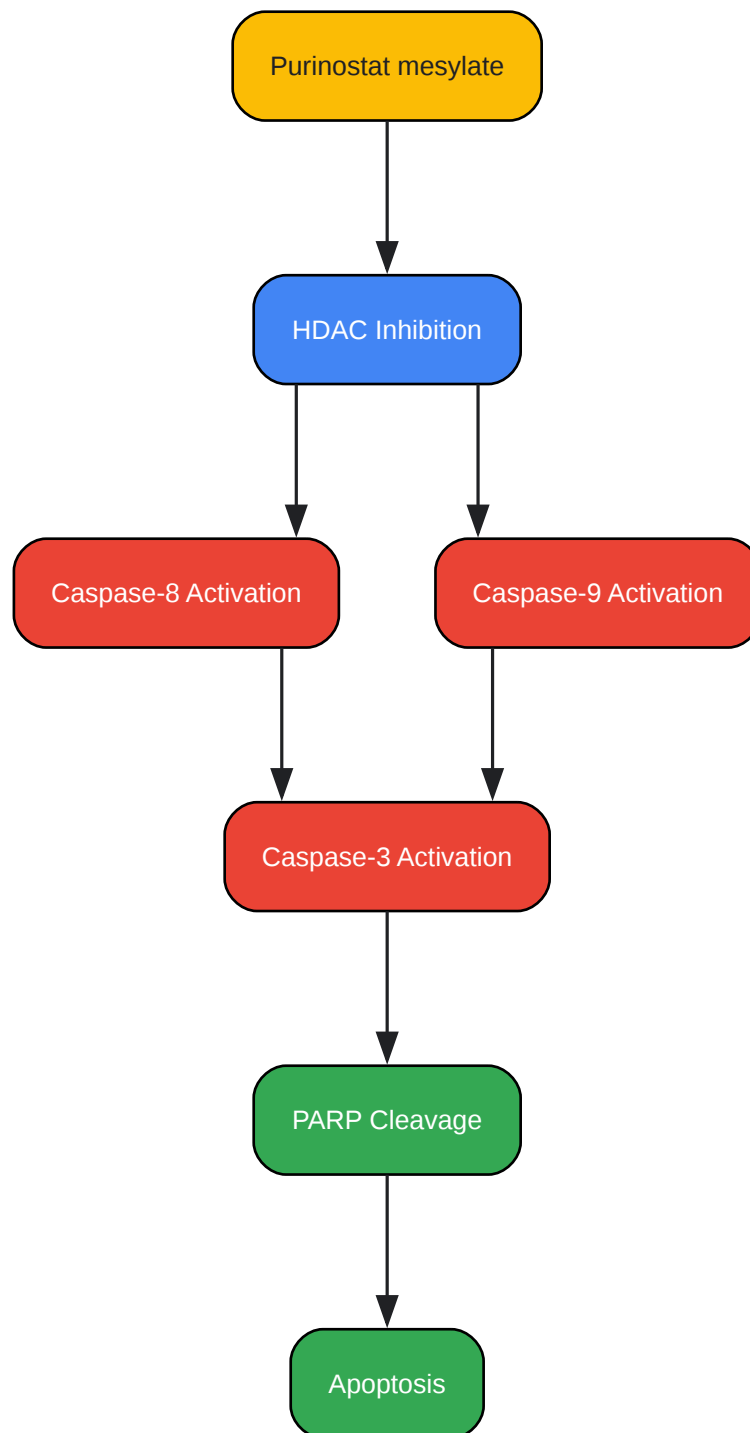 Purinostat mesylate
HDAC Inhibition
Caspase-8 Activation
Caspase-9 Activation
Caspase-3 Activation
PARP Cleavage
Apoptosis